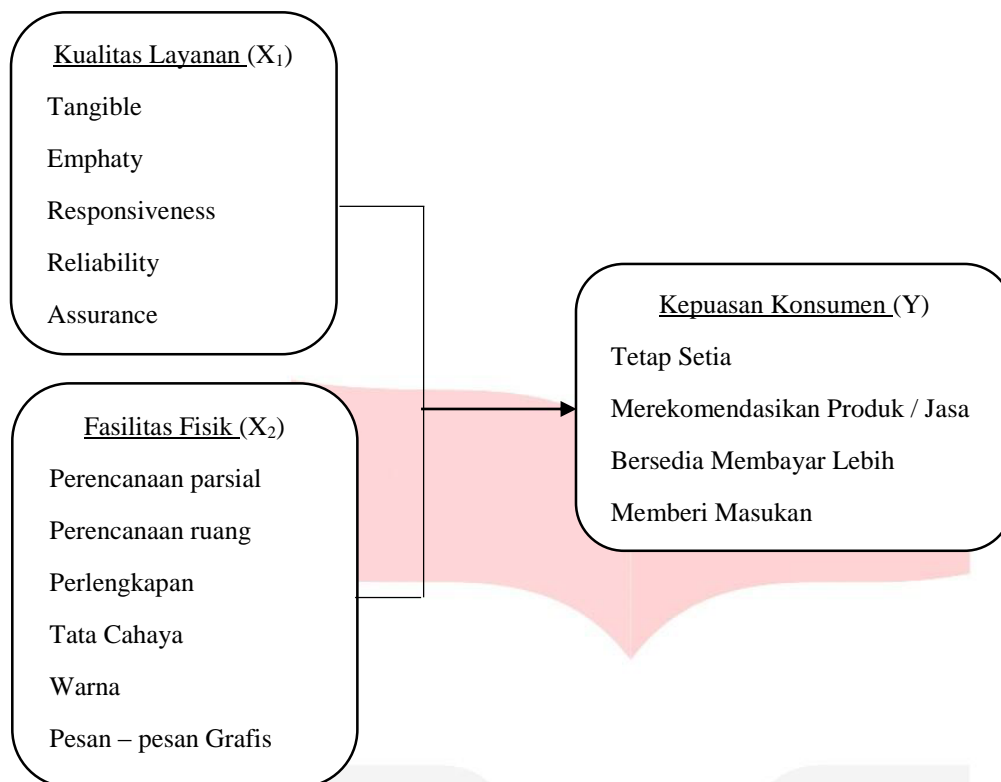 Kualitas Layanan (X₁)
Tangible
Emphaty
Responsiveness
Reliability
Assurance
Fasilitas Fisik (X₂)
Perencanaan parsial
Perencanaan ruang
Perlengkapan
Tata Cahaya
Warna
Pesan – pesan Grafis
Kepuasan Konsumen (Y)
Tetap Setia
Merekomendasikan Produk / Jasa
Bersedia Membayar Lebih
Memberi Masukan